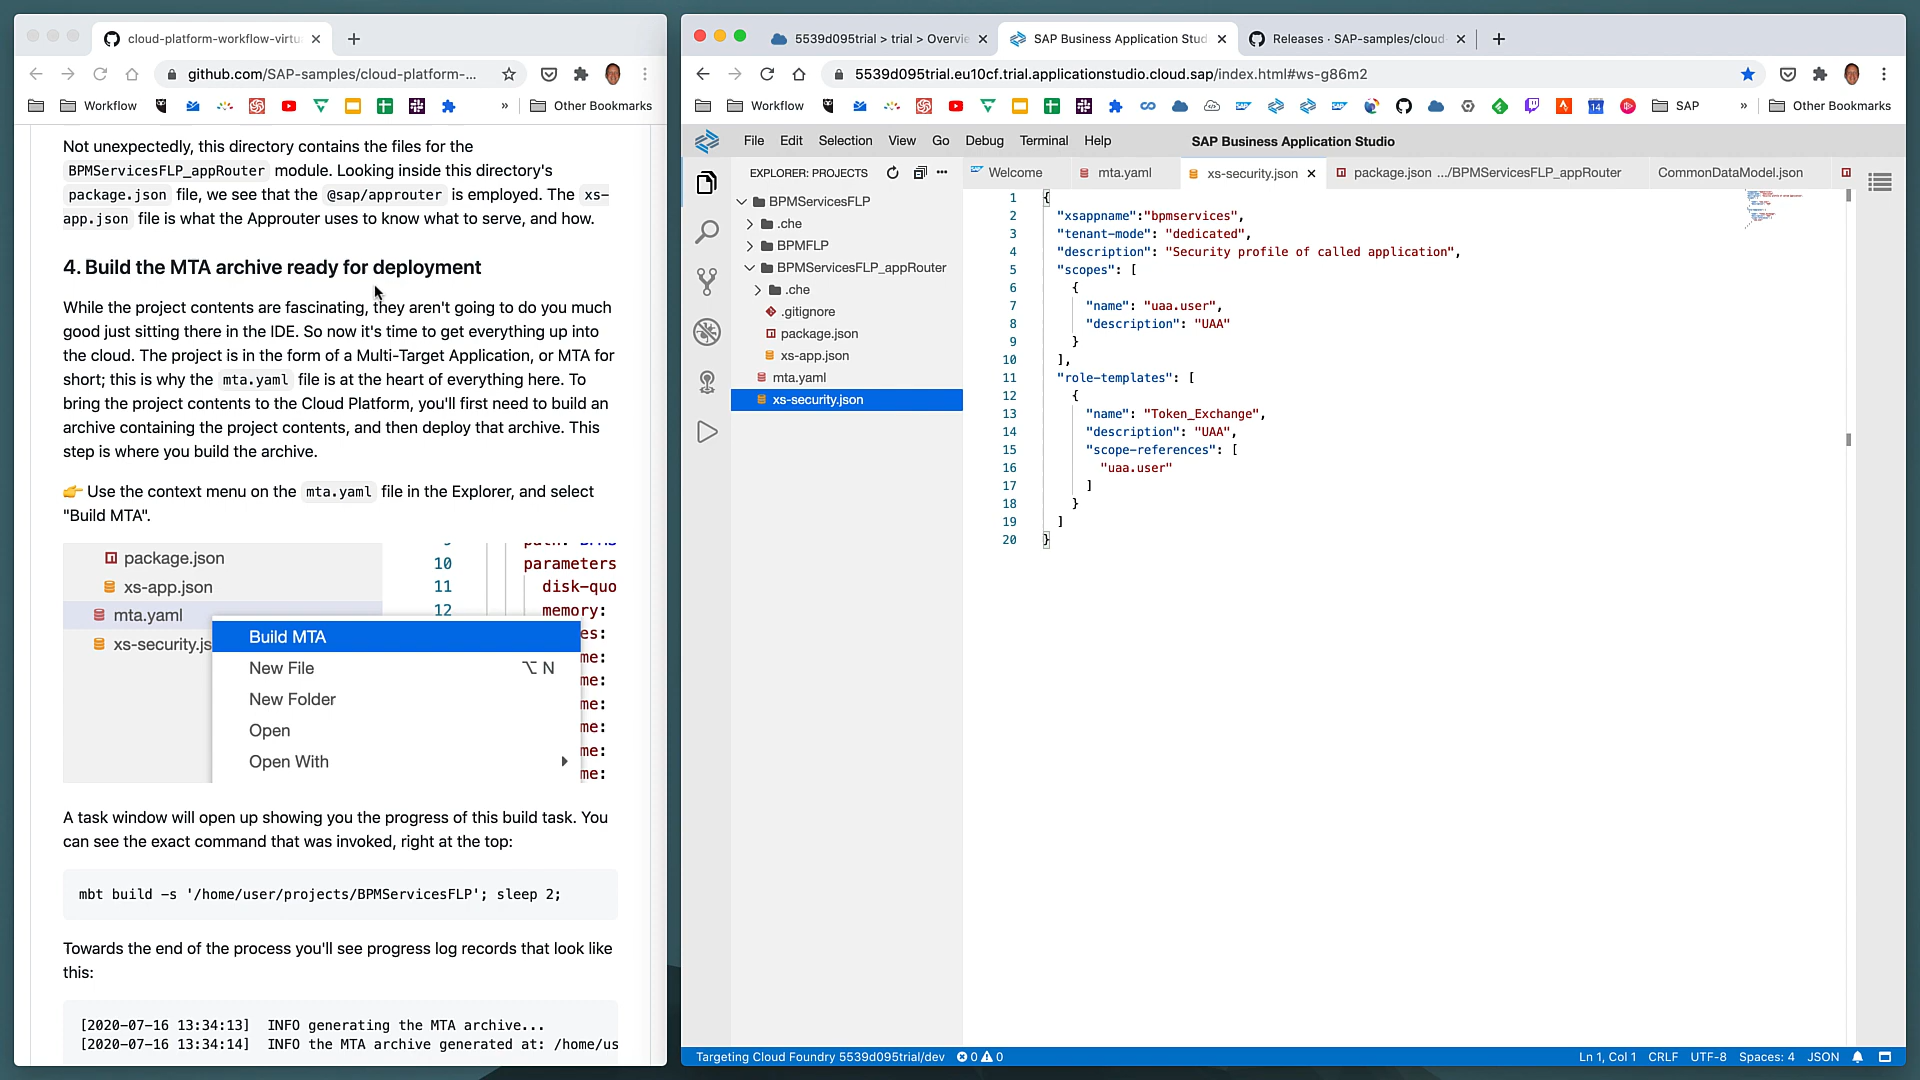 cloud-platform-workflow-virtu
github.com/SAP-samples/cloud-platform-...
Workflow
»
Other Bookmarks
Not unexpectedly, this directory contains the files for the
BPMServicesFLP_appRouter module. Looking inside this directory's
package.json file, we see that the @sap/approuter is employed. The xs-
app.json file is what the Approuter uses to know what to serve, and how.
4. Build the MTA archive ready for deployment
While the project contents are fascinating, they aren't going to do you much
good just sitting there in the IDE. So now it's time to get everything up into
the cloud. The project is in the form of a Multi-Target Application, or MTA for
short; this is why the mta.yaml file is at the heart of everything here. To
bring the project contents to the Cloud Platform, you'll first need to build an
archive containing the project contents, and then deploy that archive. This
step is where you build the archive.
👉 Use the context menu on the mta.yaml file in the Explorer, and select
"Build MTA".
package.json
xs-app.json
mta.yaml
xs-security.js
10 parameters
11 disk-quo
12 memory:
es:
me:
me:
me:
me:
me:
me:
Build MTA
New File ⌥ N
New Folder
Open
Open With
A task window will open up showing you the progress of this build task. You
can see the exact command that was invoked, right at the top:
mbt build -s '/home/user/projects/BPMServicesFLP'; sleep 2;
Towards the end of the process you'll see progress log records that look like
this:
[2020-07-16 13:34:13]  INFO generating the MTA archive...
[2020-07-16 13:34:14]  INFO the MTA archive generated at: /home/us
5539d095trial > trial > Overvie
SAP Business Application Stud
Releases · SAP-samples/cloud-
5539d095trial.eu10cf.trial.applicationstudio.cloud.sap/index.html#ws-g86m2
Workflow
14
SAP
»
Other Bookmarks
File Edit Selection View Go Debug Terminal Help
SAP Business Application Studio
EXPLORER: PROJECTS
BPMServicesFLP
.che
BPMFLP
BPMServicesFLP_appRouter
.che
.gitignore
package.json
xs-app.json
mta.yaml
xs-security.json
Welcome
mta.yaml
xs-security.json
package.json .../BPMServicesFLP_appRouter
CommonDataModel.json
1 {
2 "xsappname":"bpmservices",
3 "tenant-mode": "dedicated",
4 "description": "Security profile of called application",
5 "scopes": [
6 {
7 "name": "uaa.user",
8 "description": "UAA"
9 }
10 ],
11 "role-templates": [
12 {
13 "name": "Token_Exchange",
14 "description": "UAA",
15 "scope-references": [
16 "uaa.user"
17 ]
18 }
19 ]
20 }
Targeting Cloud Foundry 5539d095trial/dev 0 0
Ln 1, Col 1 CRLF UTF-8 Spaces: 4 JSON